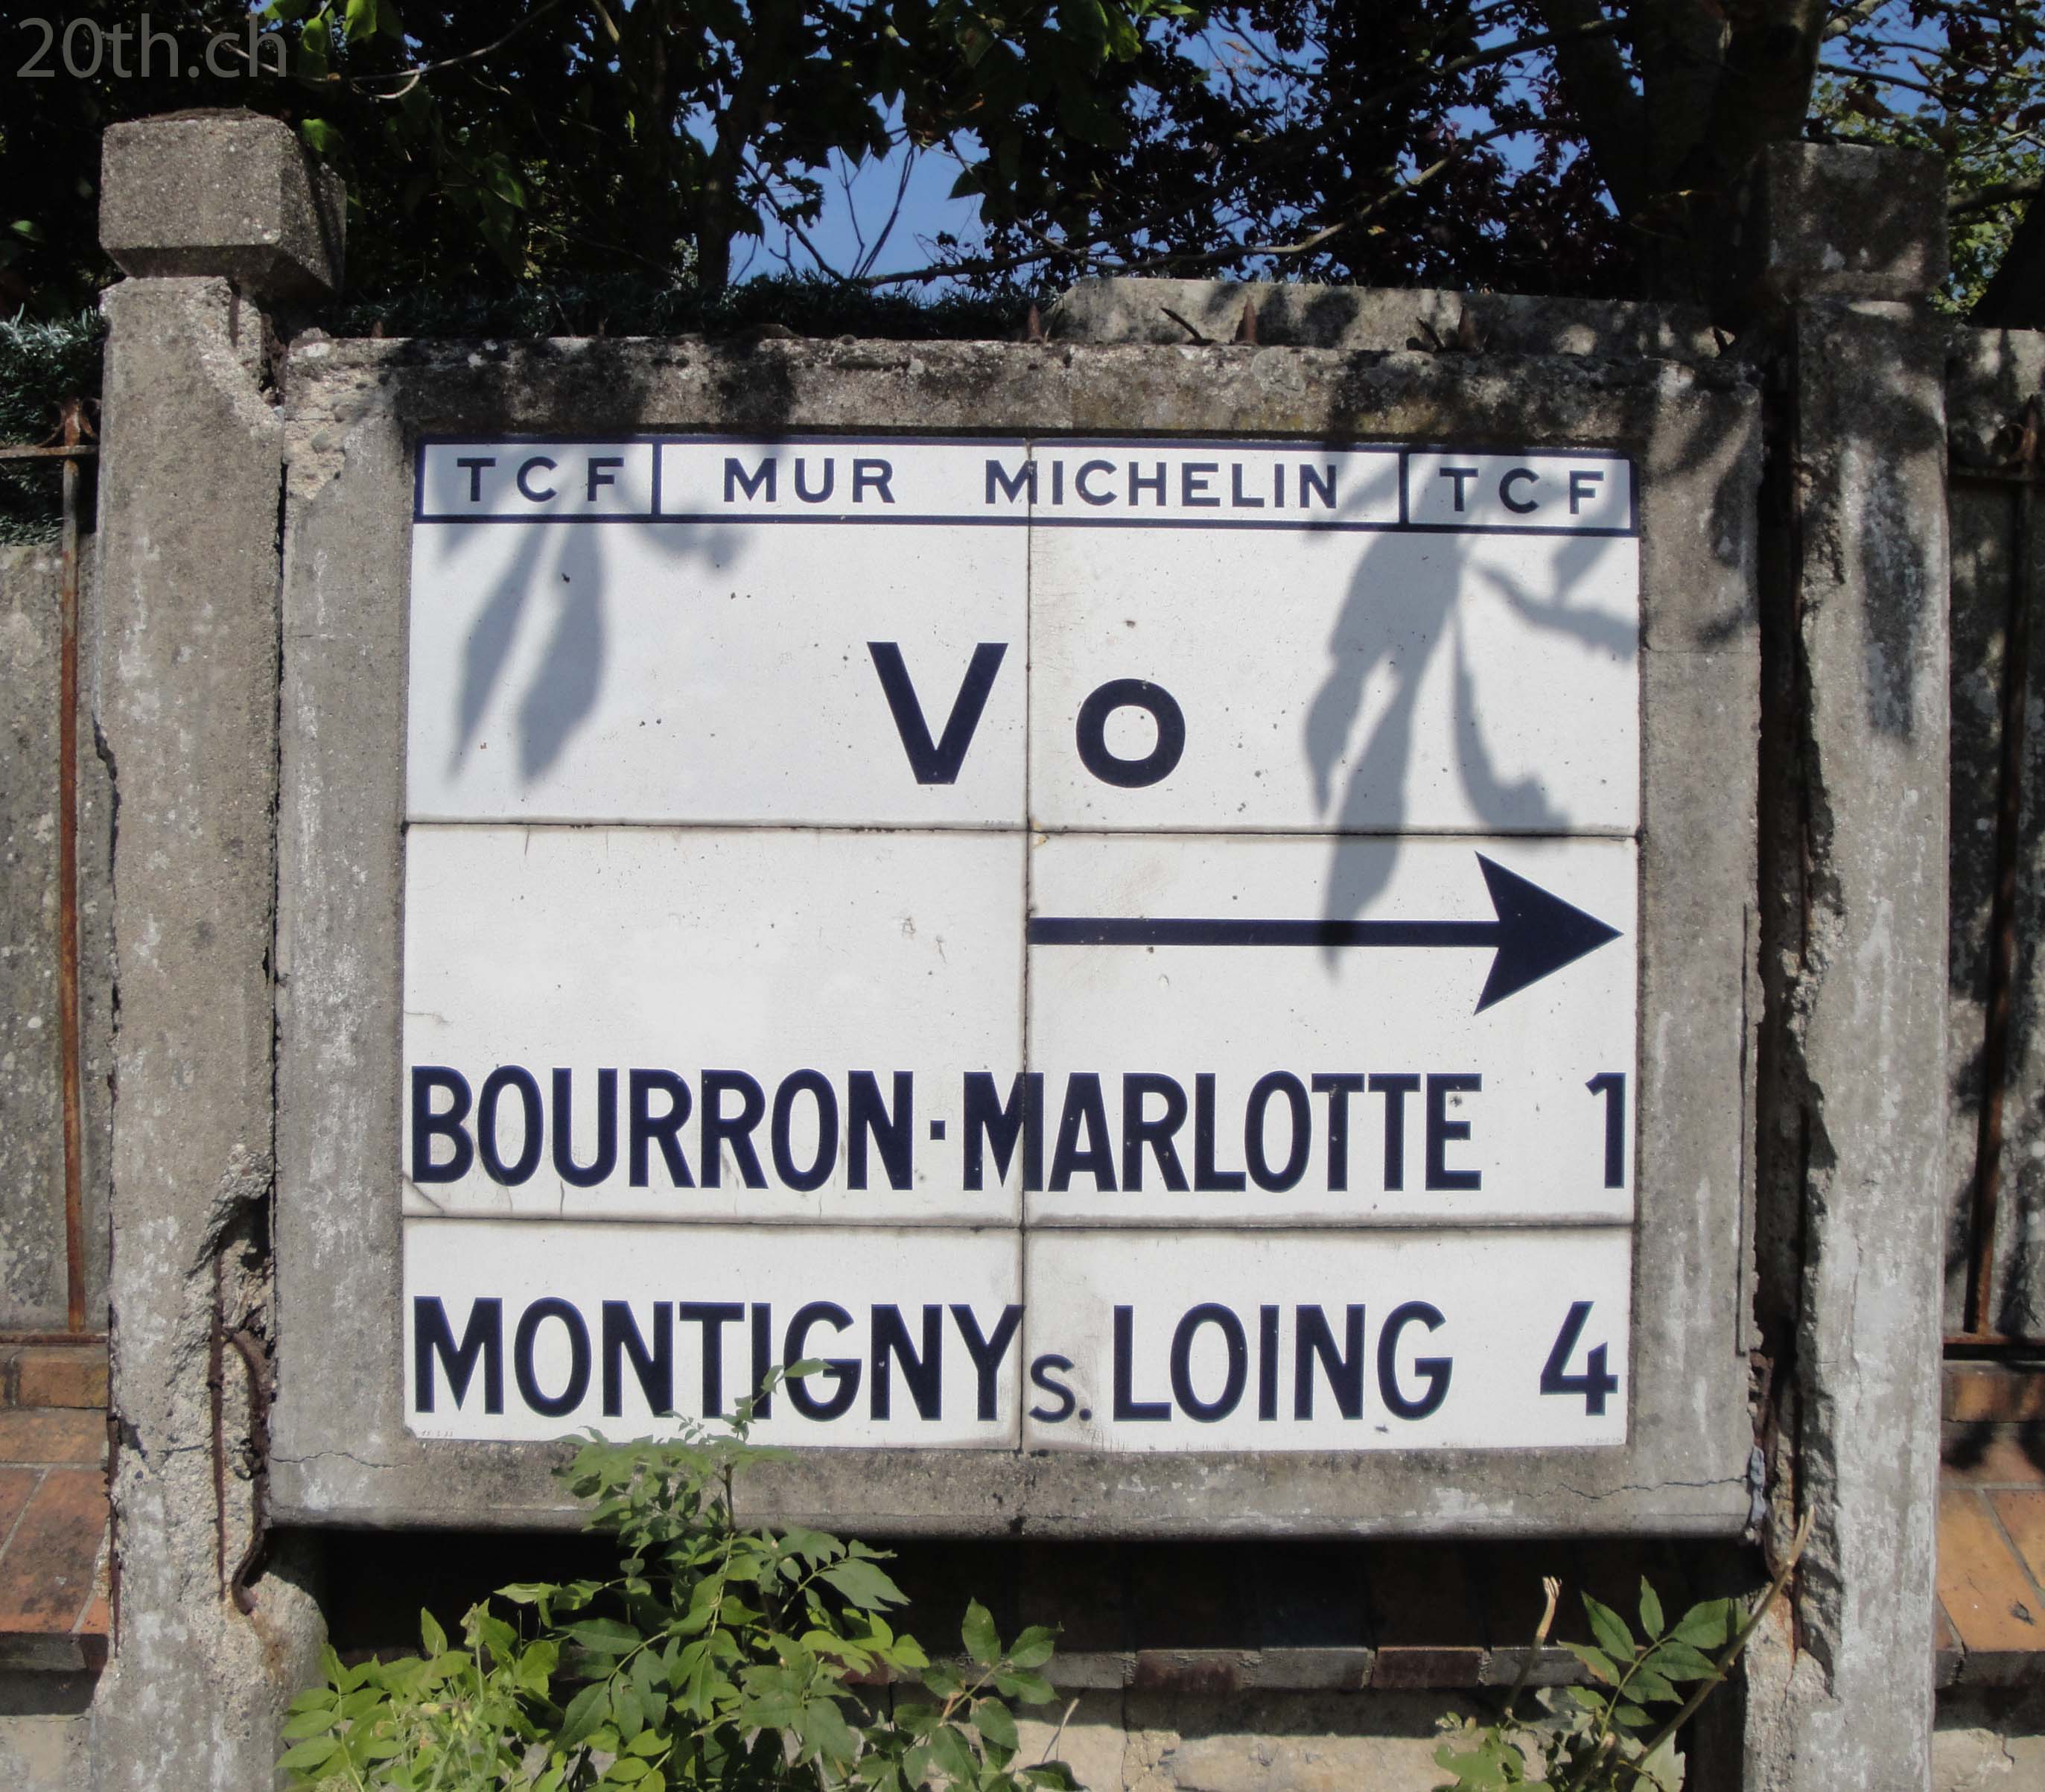 20th.ch
TCF MUR MICHELIN TCF
Vo
BOURRON-MARLOTTE 1
MONTIGNY s. LOING 4